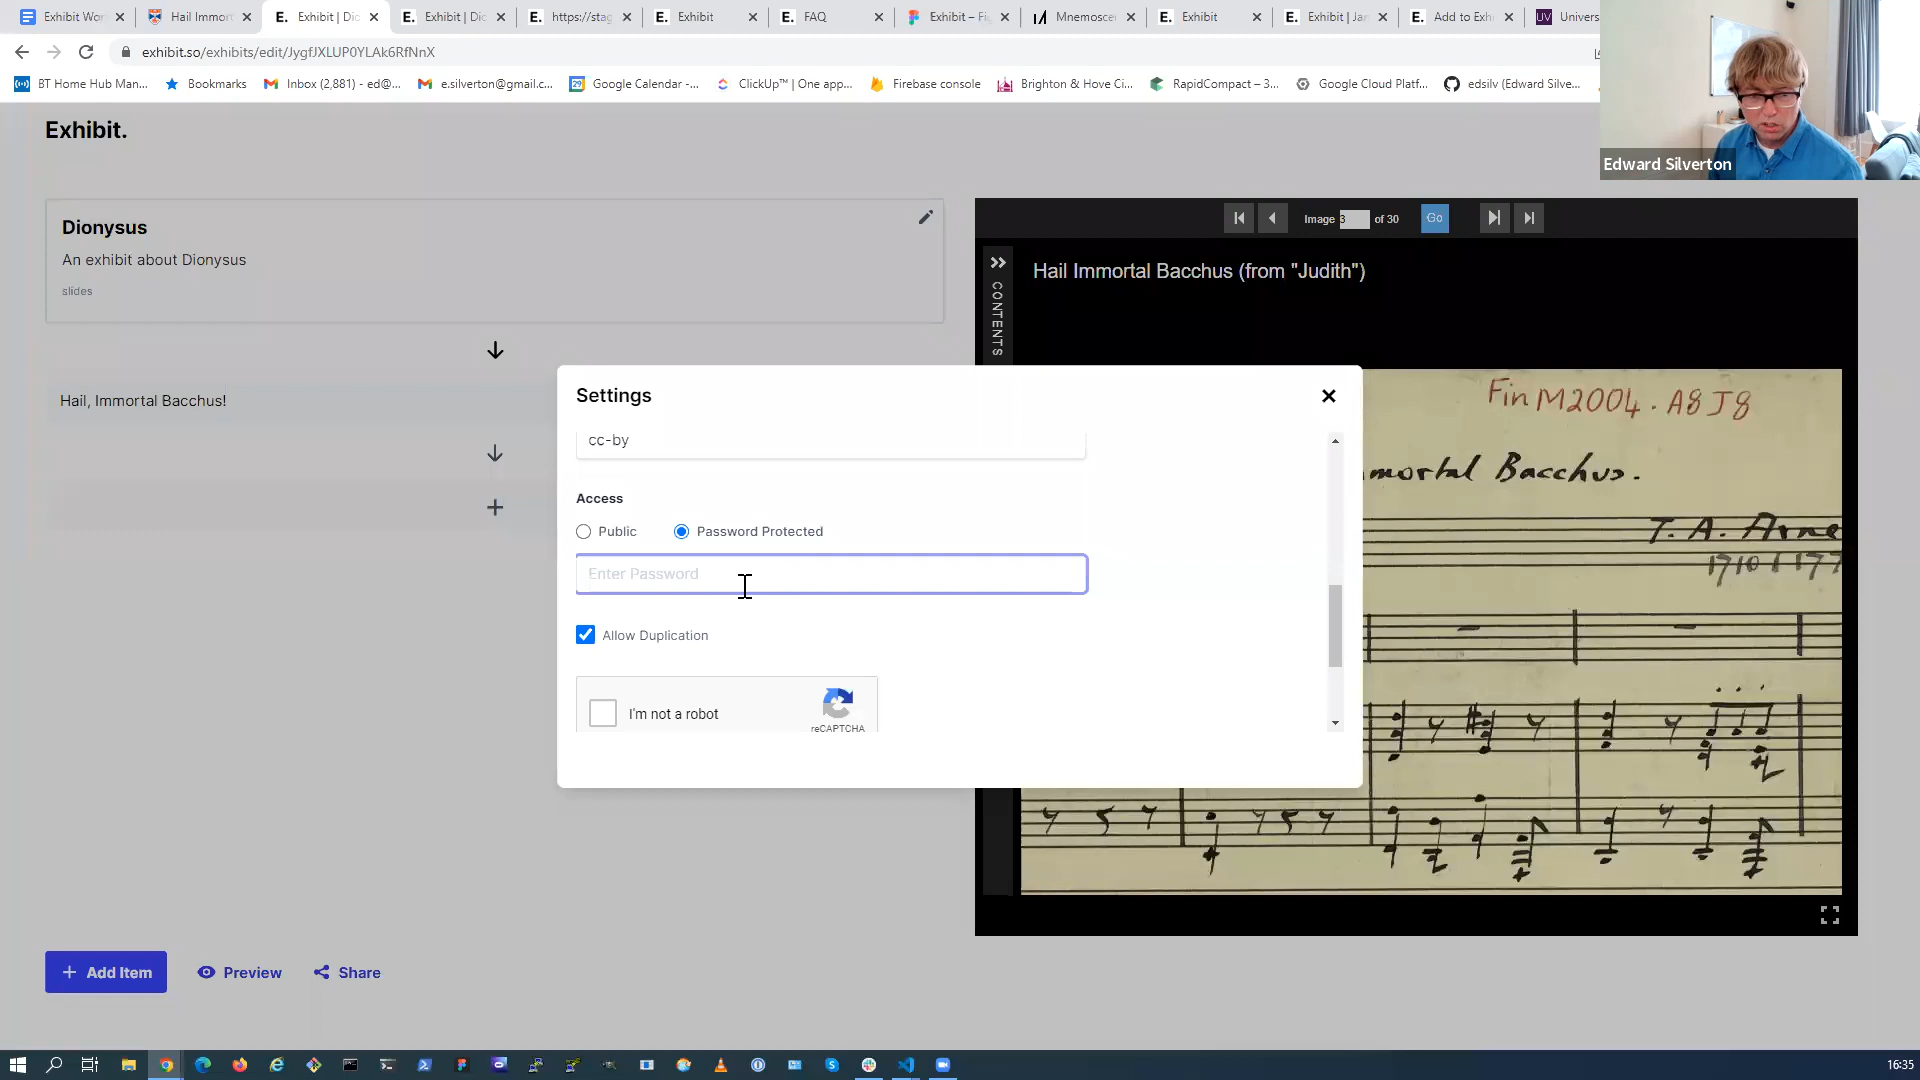 Exhibit Wor
Hail Immort
Exhibit | Dic
Exhibit | Dic
https://stag
Exhibit
FAQ
Exhibit – Fig
Mnemosce
Exhibit
Exhibit | Jar
Add to Exhi
Univers
exhibit.so/exhibits/edit/JygfJXLUP0YLAk6RfNnX
BT Home Hub Man...
Bookmarks
Inbox (2,881) - ed@...
e.silverton@gmail.c...
Google Calendar -...
ClickUp™ | One app...
Firebase console
Brighton & Hove Ci...
RapidCompact – 3...
Google Cloud Platf...
edsilv (Edward Silve...
Edward Silverton
Exhibit.
Dionysus
An exhibit about Dionysus
slides
Hail, Immortal Bacchus!
Image 3 of 30 Go
CONTENTS
Hail Immortal Bacchus (from "Judith")
Fin M2004.A8J8
mortal Bacchus.
T. A. Arne
Settings
cc-by
Access
Public
Password Protected
Enter Password
Allow Duplication
I'm not a robot
reCAPTCHA
Add Item
Preview
Share
16:35